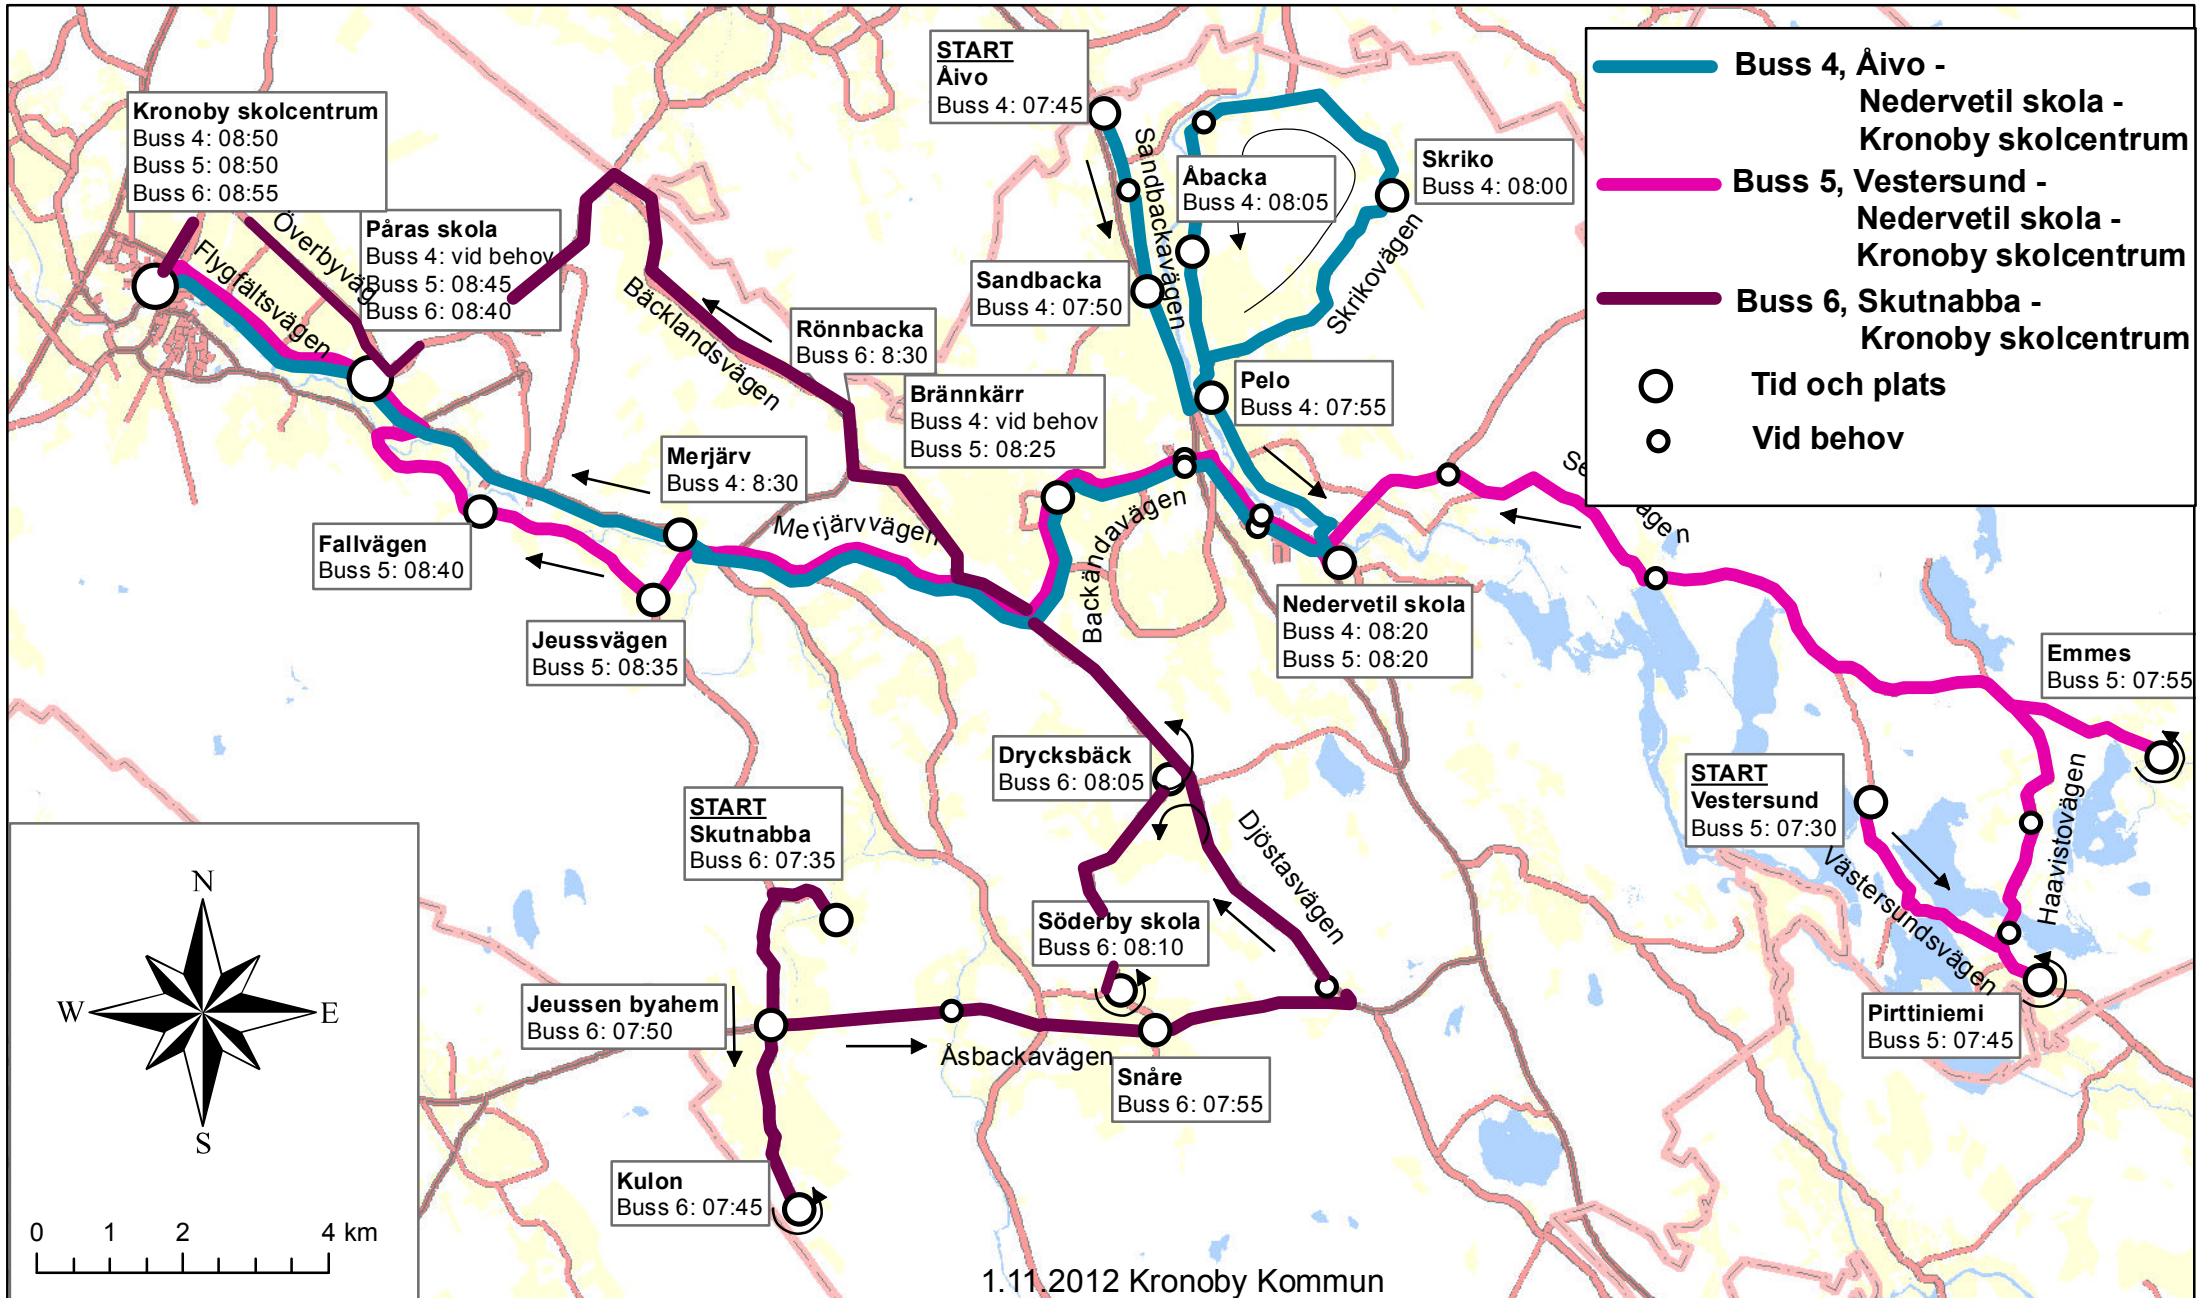 START
Åivo
Buss 4: 07:45
Kronoby skolcentrum
Buss 4: 08:50
Buss 5: 08:50
Buss 6: 08:55
Påras skola
Buss 4: vid behov
Buss 5: 08:45
Buss 6: 08:40
Överbyväg
Flygfältsvägen
Bäcklandsvägen
Sandbackavägen
Åbacka
Buss 4: 08:05
Skriko
Buss 4: 08:00
Skrikovägen
Sandbacka
Buss 4: 07:50
Rönnbacka
Buss 6: 8:30
Brännkärr
Buss 4: vid behov
Buss 5: 08:25
Pelo
Buss 4: 07:55
Merjärv
Buss 4: 8:30
Merjärvvägen
Backändavägen
Fallvägen
Buss 5: 08:40
Jeussvägen
Buss 5: 08:35
Nedervetil skola
Buss 4: 08:20
Buss 5: 08:20
Buss 4, Åivo -
Nedervetil skola -
Kronoby skolcentrum
Buss 5, Vestersund -
Nedervetil skola -
Kronoby skolcentrum
Buss 6, Skutnabba -
Kronoby skolcentrum
Tid och plats
Vid behov
Emmes
Buss 5: 07:55
START
Vestersund
Buss 5: 07:30
Västersundsvägen
Haavistovägen
Pirttiniemi
Buss 5: 07:45
Drycksbäck
Buss 6: 08:05
Djöstasvägen
START
Skutnabba
Buss 6: 07:35
Söderby skola
Buss 6: 08:10
Jeussen byahem
Buss 6: 07:50
Åsbackavägen
Snåre
Buss 6: 07:55
Kulon
Buss 6: 07:45
N
W
E
S
0 1 2 4 km
1.11.2012 Kronoby Kommun